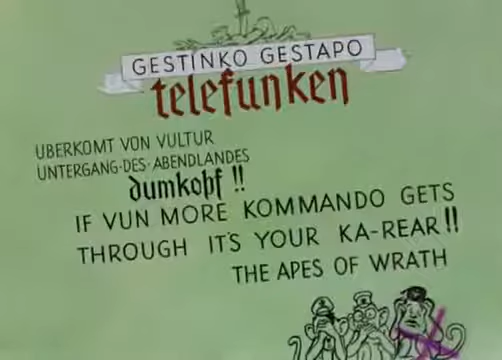 GESTINKO GESTAPO
telefunken
UBERKOMT VON VULTUR
UNTERGANG-DES-ABENDLANDES
dumkopf !!
IF VUN MORE KOMMANDO GETS
THROUGH IT'S YOUR KA-REAR!!
THE APES OF WRATH